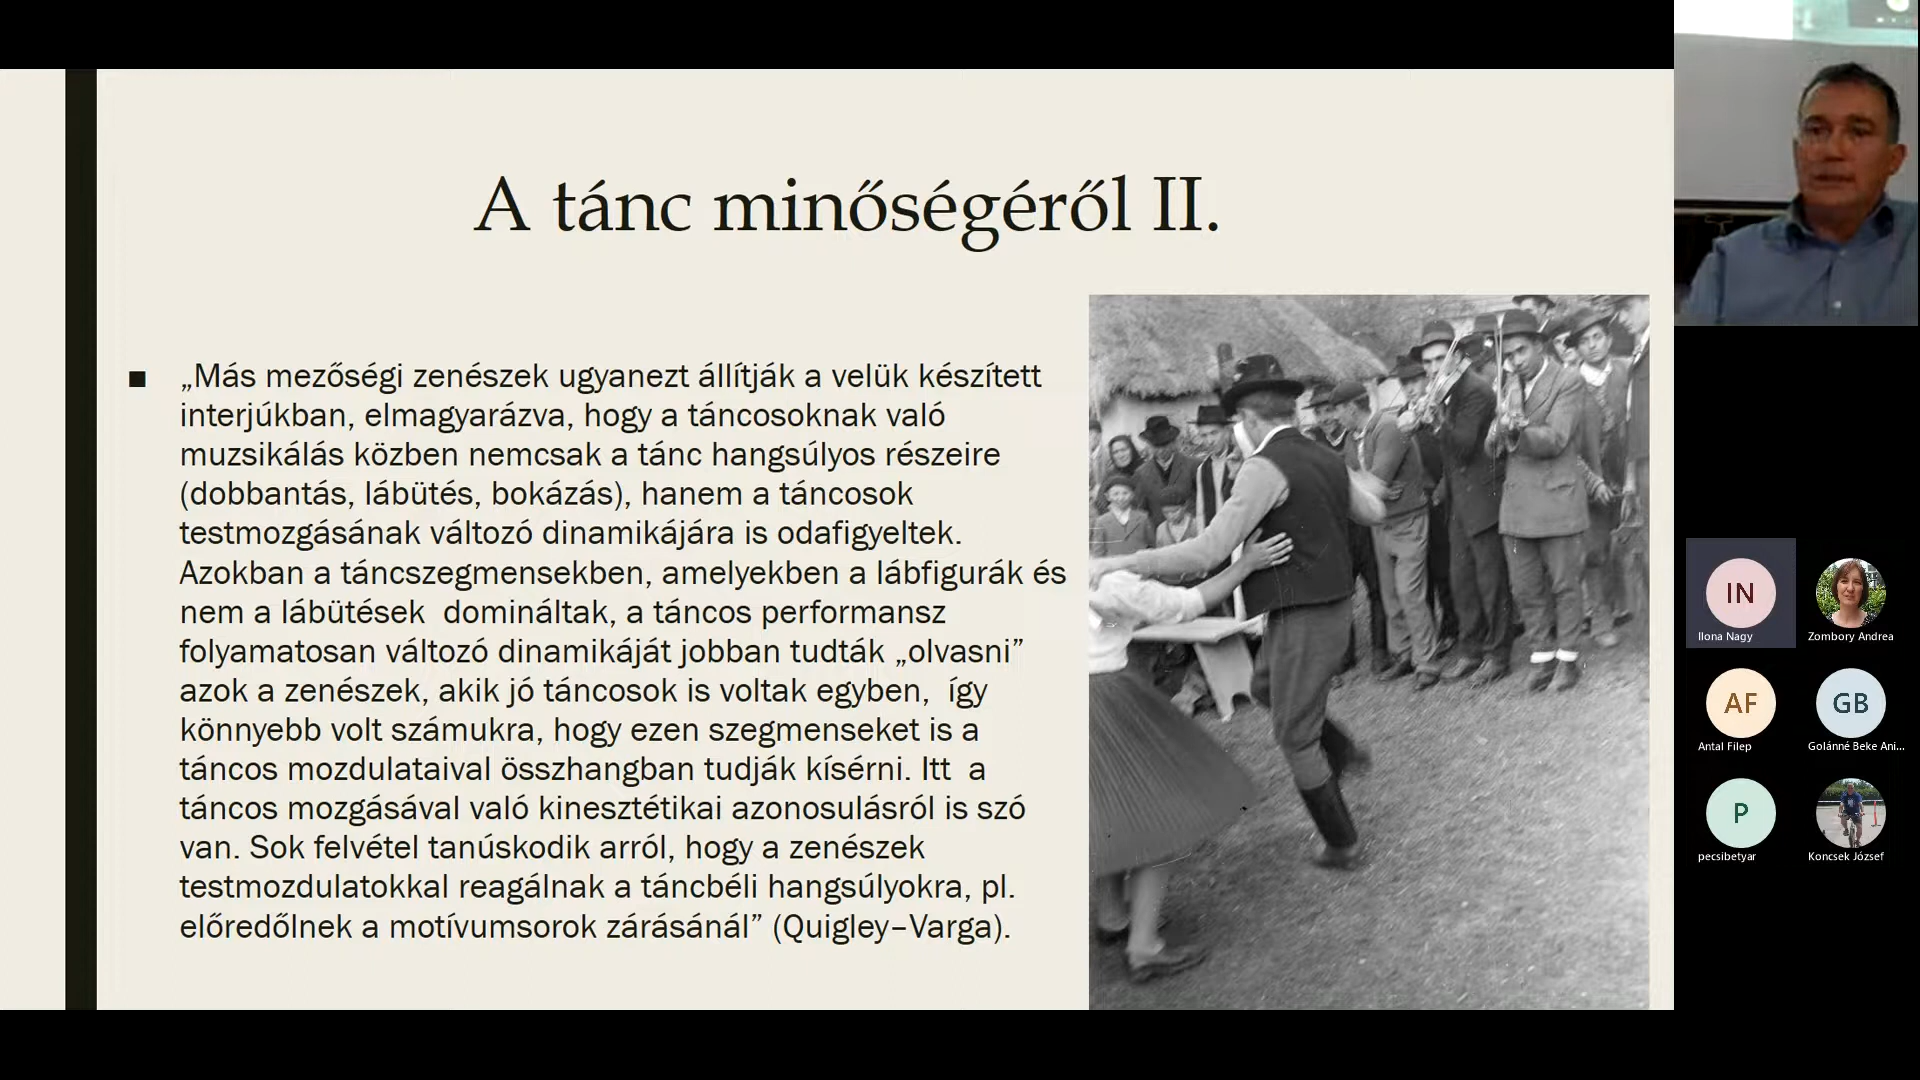 A tánc minőségéről II.
■ „Más mezőségi zenészek ugyanezt állítják a velük készített
interjúkban, elmagyarázva, hogy a táncosoknak való
muzsikálás közben nemcsak a tánc hangsúlyos részeire
(dobbantás, lábütés, bokázás), hanem a táncosok
testmozgásának változó dinamikájára is odafigyeltek.
Azokban a táncszegmensekben, amelyekben a lábfigurák és
nem a lábütések domináltak, a táncos performansz
folyamatosan változó dinamikáját jobban tudták „olvasni”
azok a zenészek, akik jó táncosok is voltak egyben, így
könnyebb volt számukra, hogy ezen szegmenseket is a
táncos mozdulataival összhangban tudják kísérni. Itt a
táncos mozgásával való kinesztétikai azonosulásról is szó
van. Sok felvétel tanúskodik arról, hogy a zenészek
testmozdulatokkal reagálnak a táncbéli hangsúlyokra, pl.
előredőlnek a motívumsorok zárásánál” (Quigley–Varga).
IN
Ilona Nagy
Zombory Andrea
AF
Antal Filep
GB
Golánné Beke Ani...
P
pecsibetyar
Koncsek József